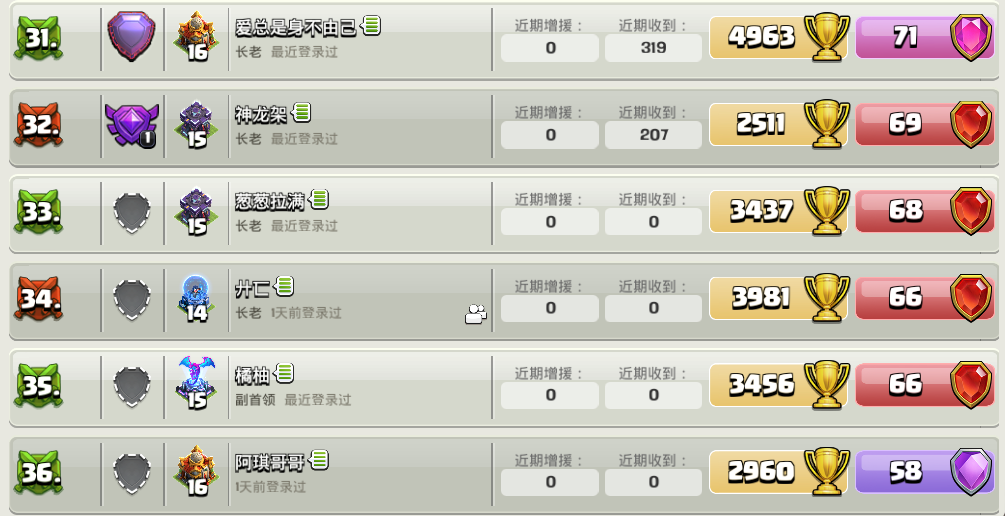 31.
16
爱总是身不由己
长老 最近登录过
近期增援：
0
近期收到：
319
4963
71
32.
1
15
神龙架
长老 最近登录过
近期增援：
0
近期收到：
207
2511
69
33.
15
葱葱拉满
长老 最近登录过
近期增援：
0
近期收到：
0
3437
68
34.
14
长老 1天前登录过
近期增援：
0
近期收到：
0
3981
66
35.
15
橘柚
副首领 最近登录过
近期增援：
0
近期收到：
0
3456
66
36.
16
阿琪哥哥
1天前登录过
近期增援：
0
近期收到：
0
2960
58